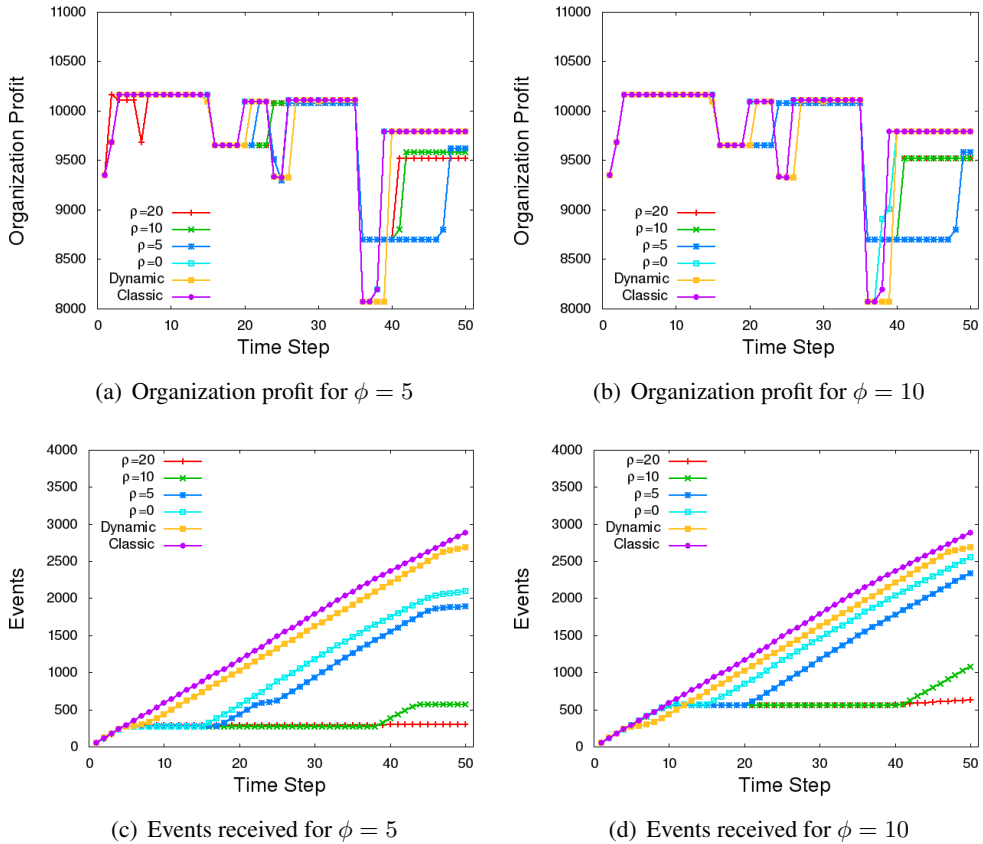 11000
10500
10000
9500
9000
8500
8000
Organization Profit
ρ=20
ρ=10
ρ=5
ρ=0
Dynamic
Classic
0 10 20 30 40 50
Time Step
(a) Organization profit for ϕ = 5
11000
10500
10000
9500
9000
8500
8000
Organization Profit
ρ=20
ρ=10
ρ=5
ρ=0
Dynamic
Classic
0 10 20 30 40 50
Time Step
(b) Organization profit for ϕ = 10
4000
3500
3000
2500
2000
1500
1000
500
0
Events
ρ=20
ρ=10
ρ=5
ρ=0
Dynamic
Classic
0 10 20 30 40 50
Time Step
(c) Events received for ϕ = 5
4000
3500
3000
2500
2000
1500
1000
500
0
Events
ρ=20
ρ=10
ρ=5
ρ=0
Dynamic
Classic
0 10 20 30 40 50
Time Step
(d) Events received for ϕ = 10